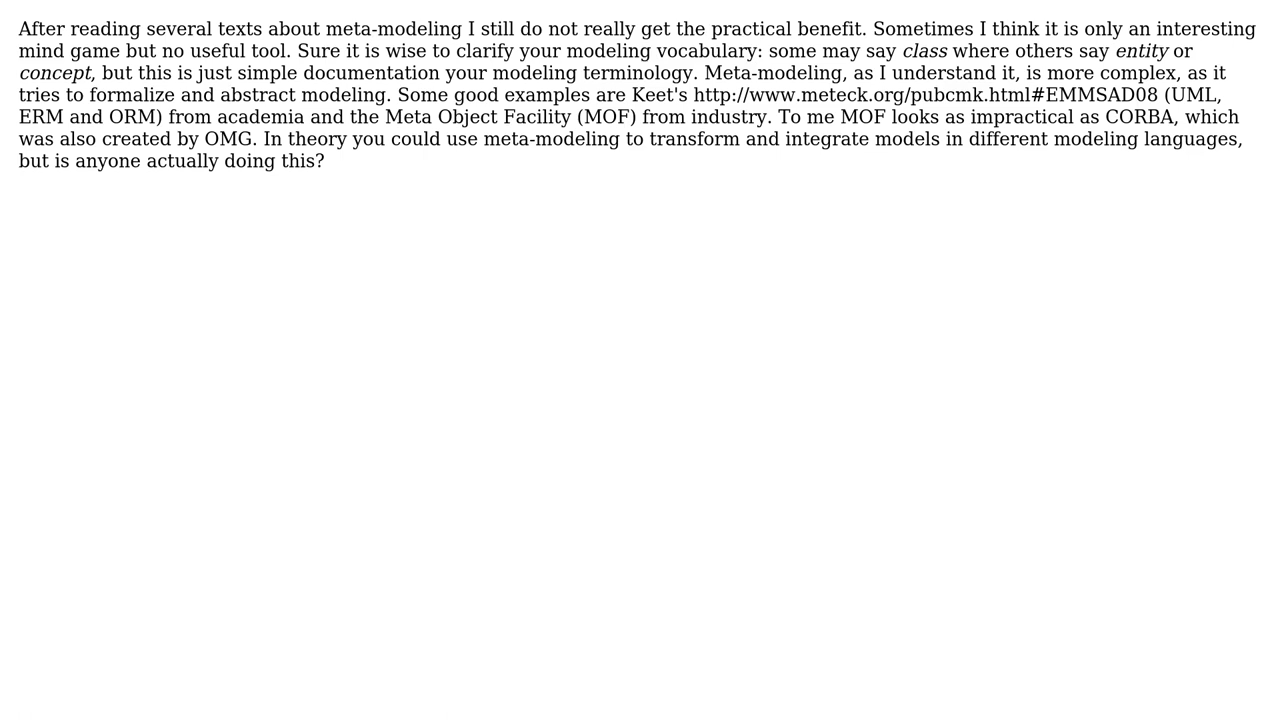 After reading several texts about meta-modeling I still do not really get the practical benefit. Sometimes I think it is only an interesting
mind game but no useful tool. Sure it is wise to clarify your modeling vocabulary: some may say class where others say entity or
concept, but this is just simple documentation your modeling terminology. Meta-modeling, as I understand it, is more complex, as it
tries to formalize and abstract modeling. Some good examples are Keet's http://www.meteck.org/pubcmk.html#EMMSAD08 (UML,
ERM and ORM) from academia and the Meta Object Facility (MOF) from industry. To me MOF looks as impractical as CORBA, which
was also created by OMG. In theory you could use meta-modeling to transform and integrate models in different modeling languages,
but is anyone actually doing this?